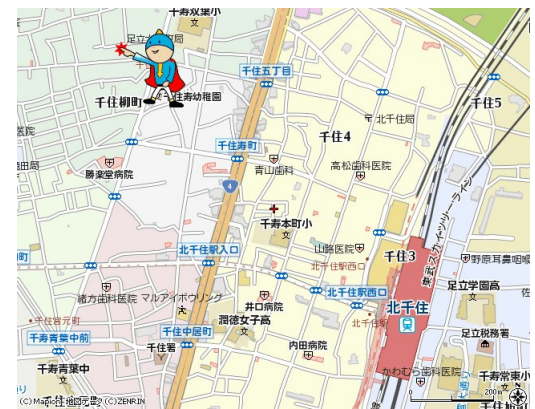 千寿双葉小
千住五丁目
千住5
千住柳町
寿幼稚園
千住4
北千住局
千住寿町
勝楽堂病院
青山歯科
高松歯科医院
4
千寿本町小
東武スカイツリーライン
北千住駅入口
山路医院
千住3
北千住駅西口
野原耳鼻咽喉
足立学園高
緒方歯科医院
マルアイボウリング
北千住駅西口
北千住
井口病院
潤徳女子高
千住宮元町
千住中居町
足立税務署
千寿青葉中前
千住署
内田病院
かわむら歯科医院
千寿青葉中
千寿常東小
200m
(C)ZENRIN